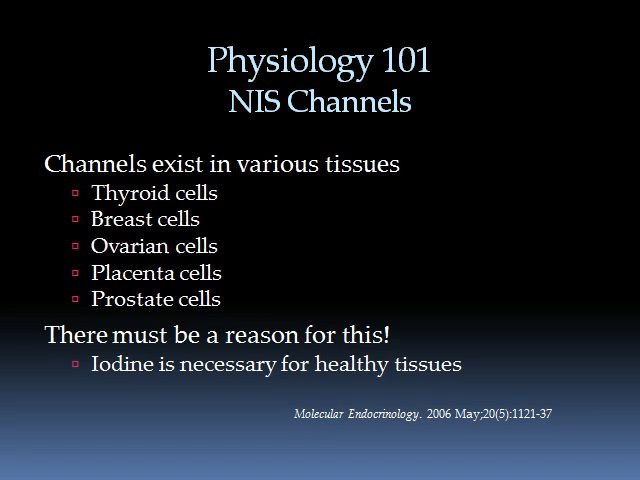 Physiology 101
NIS Channels
Channels exist in various tissues
Thyroid cells
Breast cells
Ovarian cells
Placenta cells
Prostate cells
There must be a reason for this!
Iodine is necessary for healthy tissues
Molecular Endocrinology. 2006 May;20(5):1121-37